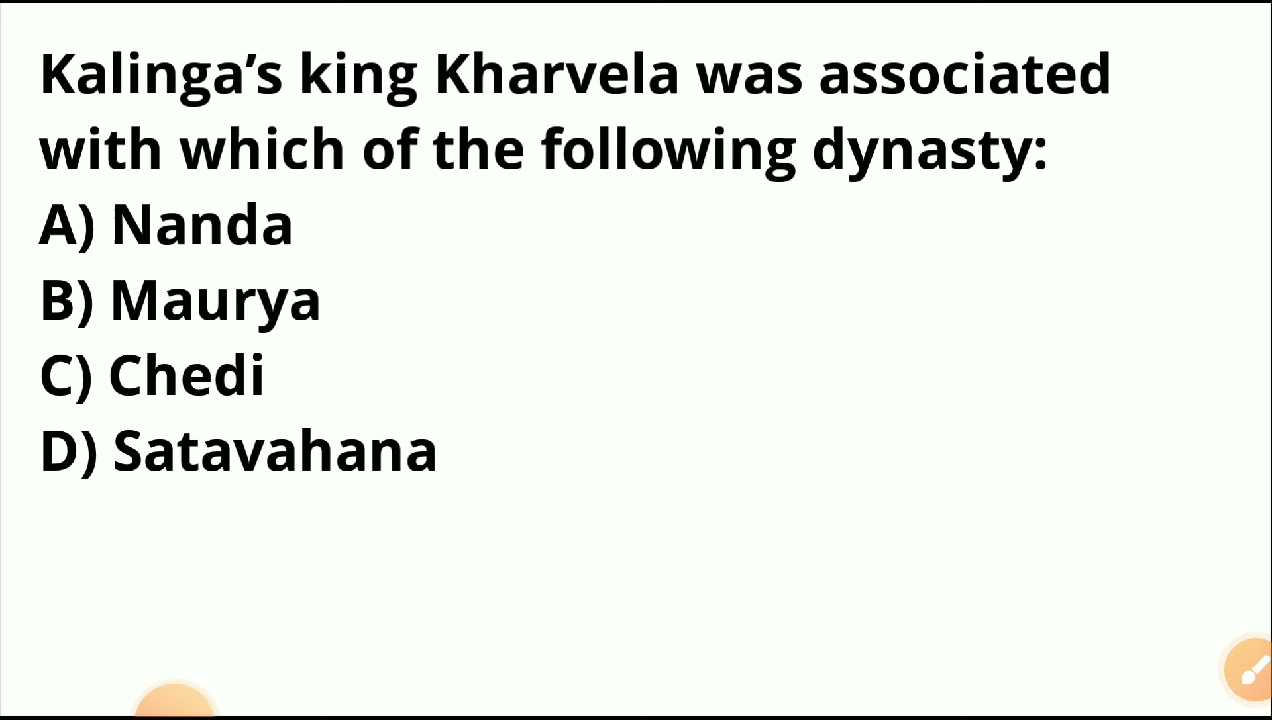 Kalinga’s king Kharvela was associated
with which of the following dynasty:
A) Nanda
B) Maurya
C) Chedi
D) Satavahana